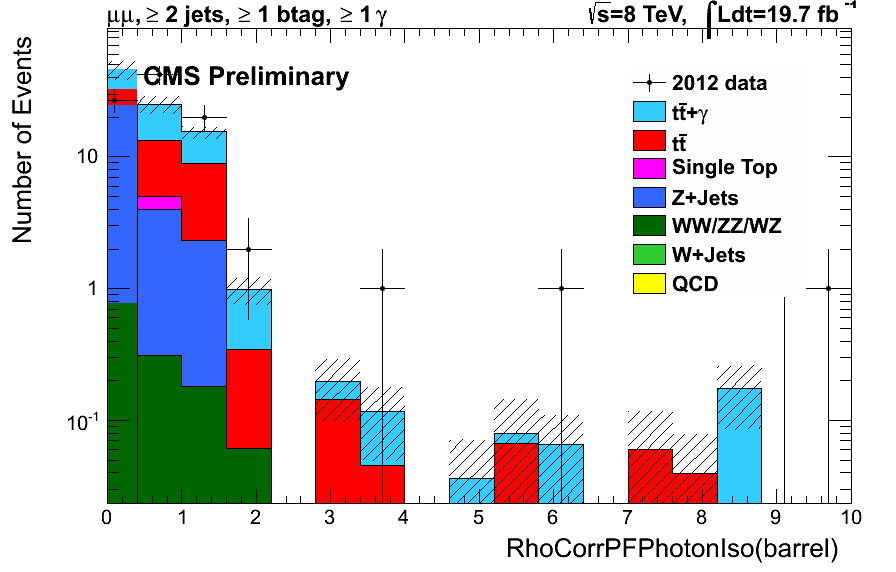 μμ, ≥ 2 jets, ≥ 1 btag, ≥ 1 γ
√s=8 TeV, ∫Ldt=19.7 fb⁻¹
CMS Preliminary
2012 data
tt̄+γ
tt̄
Single Top
Z+Jets
WW/ZZ/WZ
W+Jets
QCD
Number of Events
10
1
10⁻¹
0 1 2 3 4 5 6 7 8 9 10
RhoCorrPFPhotonIso(barrel)